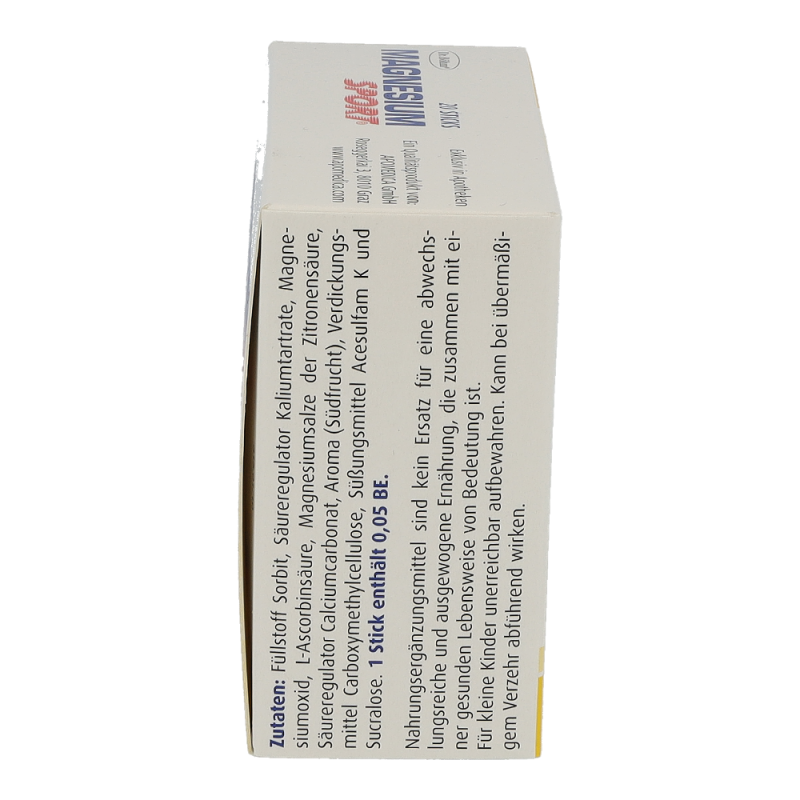 Dr. Böhm®
MAGNESIUM
SPORT®
20 STICKS
Exklusiv in Apotheken
Ein Qualitätsprodukt von:
APOMEDICA GmbH
Roseggerkai 3, 8010 Graz
www.apomedica.com
Zutaten: Füllstoff Sorbit, Säureregulator Kaliumtartrate, Magne-
siumoxid, L-Ascorbinsäure, Magnesiumsalze der Zitronensäure,
Säureregulator Calciumcarbonat, Aroma (Südfrucht), Verdickungs-
mittel Carboxymethylcellulose, Süßungsmittel Acesulfam K und
Sucralose. 1 Stick enthält 0,05 BE.
Nahrungsergänzungsmittel sind kein Ersatz für eine abwechs-
lungsreiche und ausgewogene Ernährung, die zusammen mit ei-
ner gesunden Lebensweise von Bedeutung ist.
Für kleine Kinder unerreichbar aufbewahren. Kann bei übermäßi-
gem Verzehr abführend wirken.